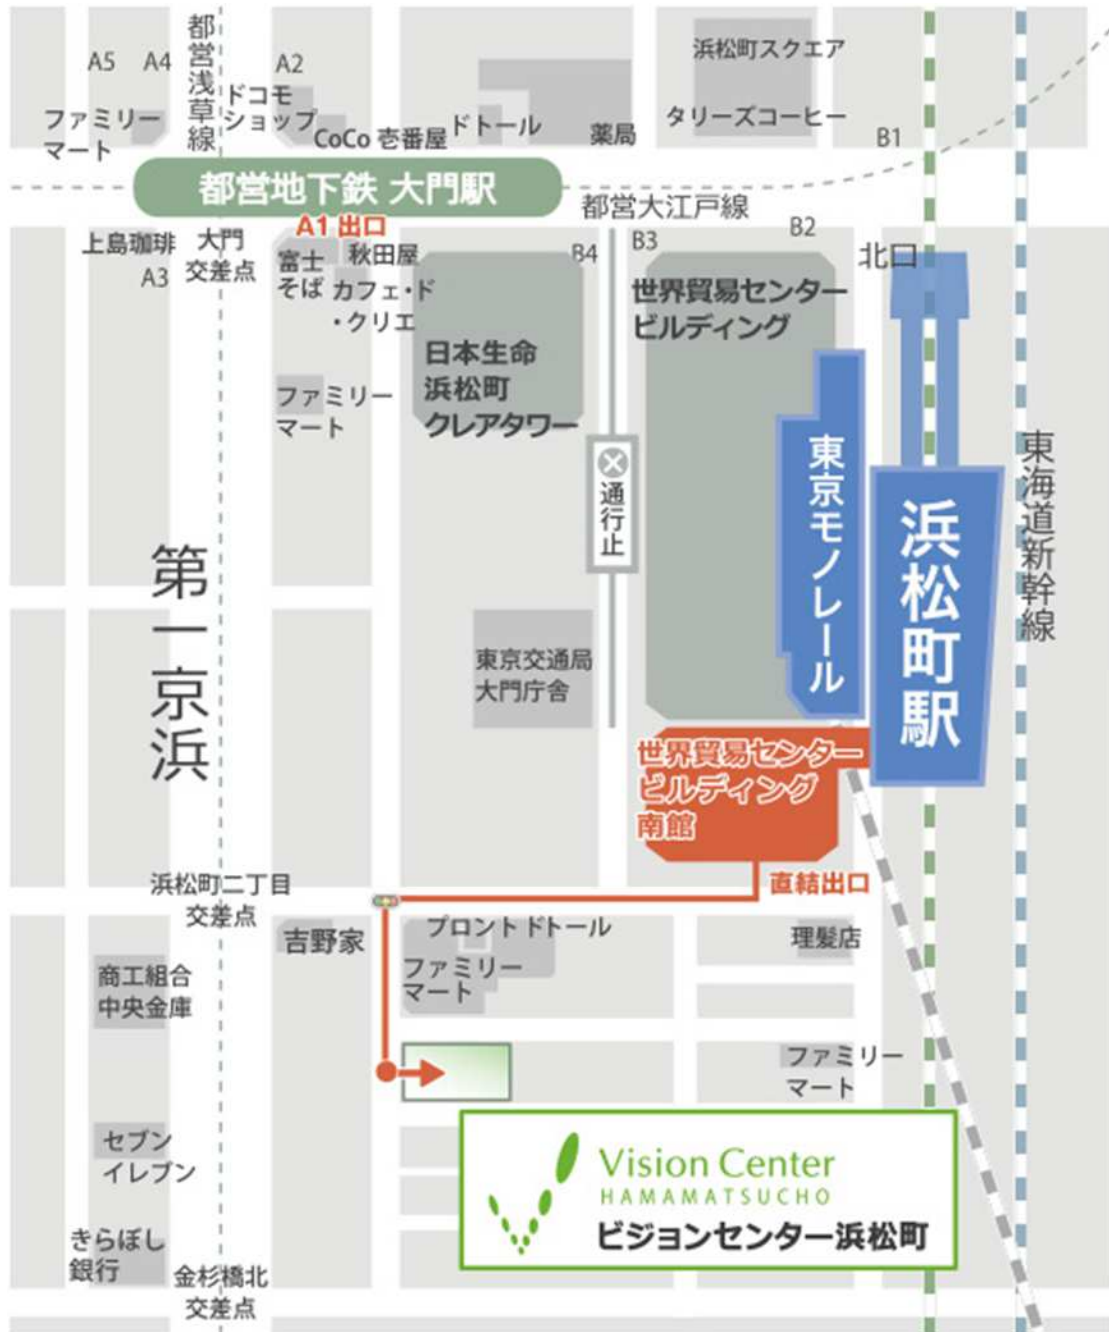 都営浅草線
浜松町スクエア
A5
A4
A2
ドコモ
ショップ
ファミリー
マート
CoCo 壱番屋
ドトール
薬局
タリーズコーヒー
B1
都営地下鉄 大門駅
都営大江戸線
A1 出口
上島珈琲
大門
交差点
A3
富士
そば
秋田屋
カフェ・ド
・クリエ
B4
B3
B2
北口
世界貿易センター
ビルディング
日本生命
浜松町
クレアタワー
ファミリー
マート
通行止
東京モノレール
浜松町駅
東海道新幹線
第一京浜
東京交通局
大門庁舎
世界貿易センター
ビルディング
南館
直結出口
浜松町二丁目
交差点
吉野家
プロント
ドトール
ファミリー
マート
理髪店
商工組合
中央金庫
ファミリー
マート
セブン
イレブン
きらぼし
銀行
金杉橋北
交差点
Vision Center
HAMAMATSUCHO
ビジョンセンター浜松町